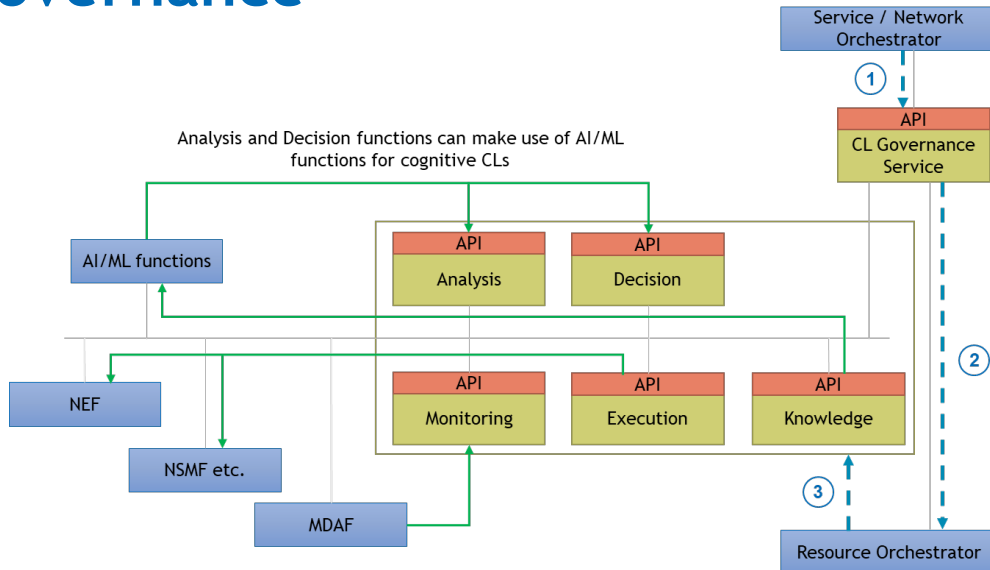 overnance
Service / Network
Orchestrator
1
API
CL Governance
Service
Analysis and Decision functions can make use of AI/ML
functions for cognitive CLs
AI/ML functions
API
Analysis
API
Decision
2
NEF
API
Monitoring
API
Execution
API
Knowledge
NSMF etc.
3
MDAF
Resource Orchestrator